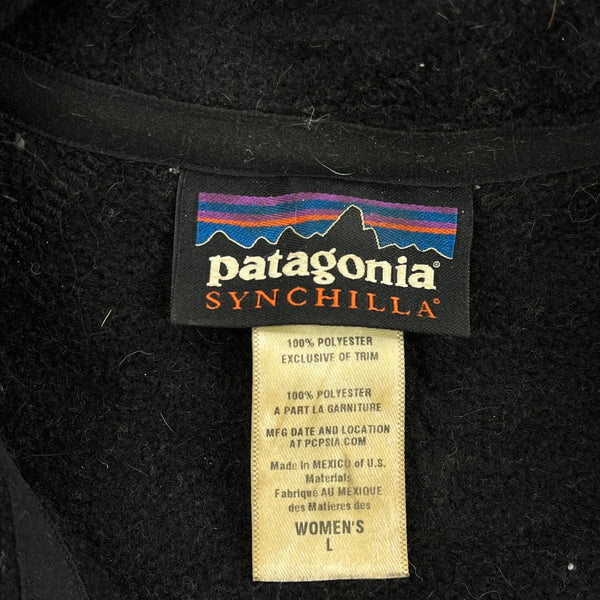 patagonia®
SYNCHILLA®
100% POLYESTER
EXCLUSIVE OF TRIM
100% POLYESTER
A PART LA GARNITURE
MFG DATE AND LOCATION
AT PCPSIA.COM
Made in MEXICO of U.S.
Materials
Fabriqué AU MEXIQUE
des Matieres des
WOMEN'S
L